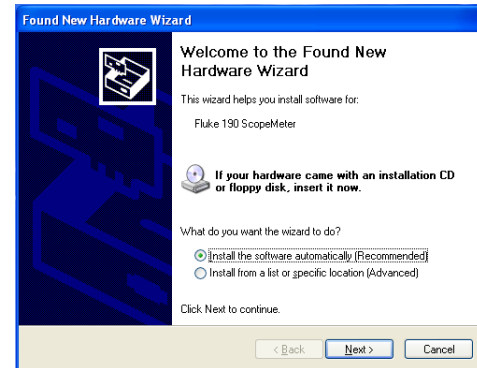 Found New Hardware Wizard
Welcome to the Found New
Hardware Wizard
This wizard helps you install software for:
Fluke 190 ScopeMeter
If your hardware came with an installation CD
or floppy disk, insert it now.
What do you want the wizard to do?
Install the software automatically (Recommended)
Install from a list or specific location (Advanced)
Click Next to continue.
< Back
Next >
Cancel